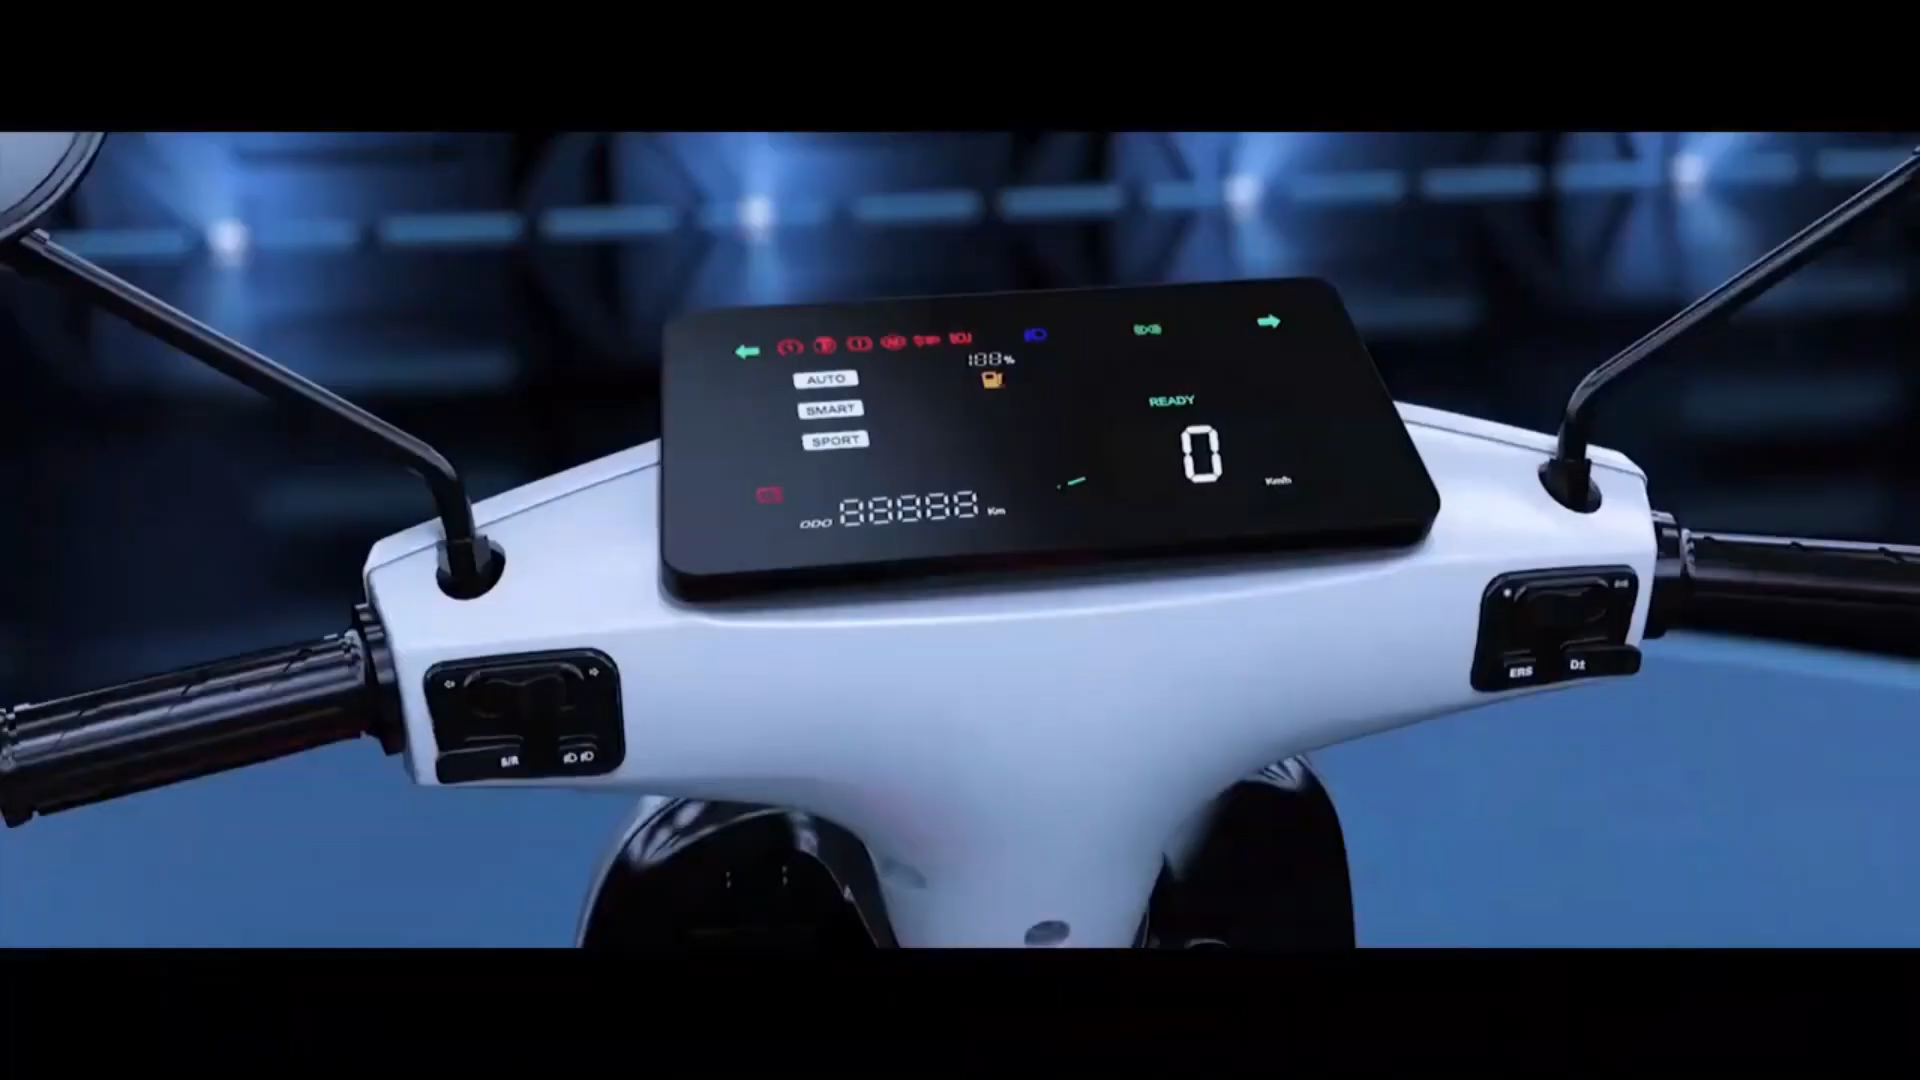 188%
AUTO
SMART
READY
SPORT
0
Km/h
ODO 88888 Km
ERS D±
S/R